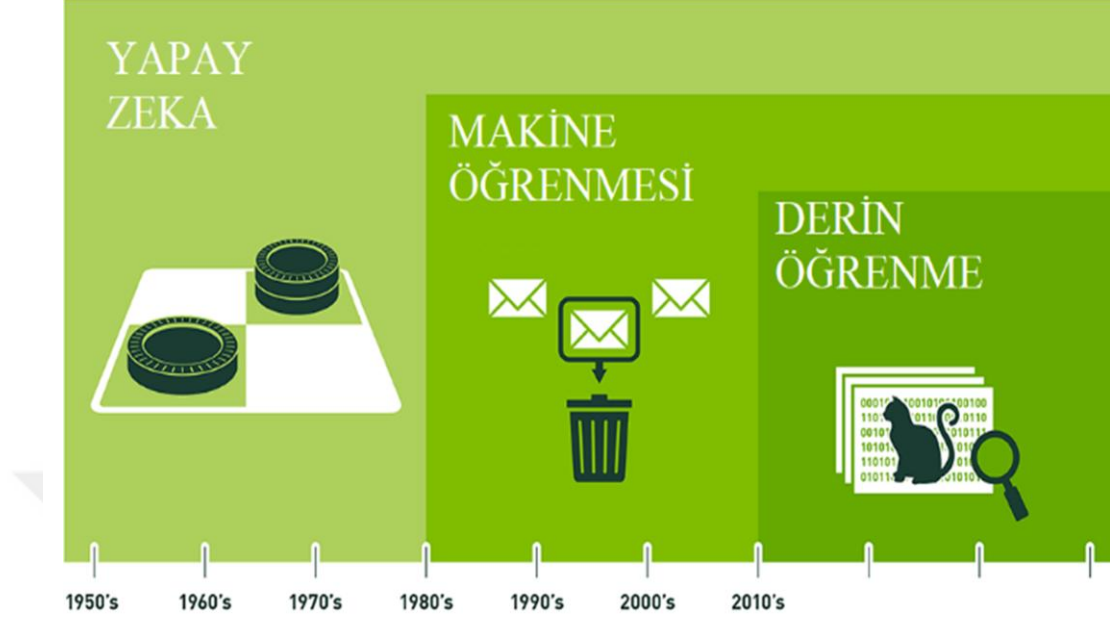 YAPAY
ZEKA
MAKİNE
ÖĞRENMESİ
DERİN
ÖĞRENME
1950's
1960's
1970's
1980's
1990's
2000's
2010's